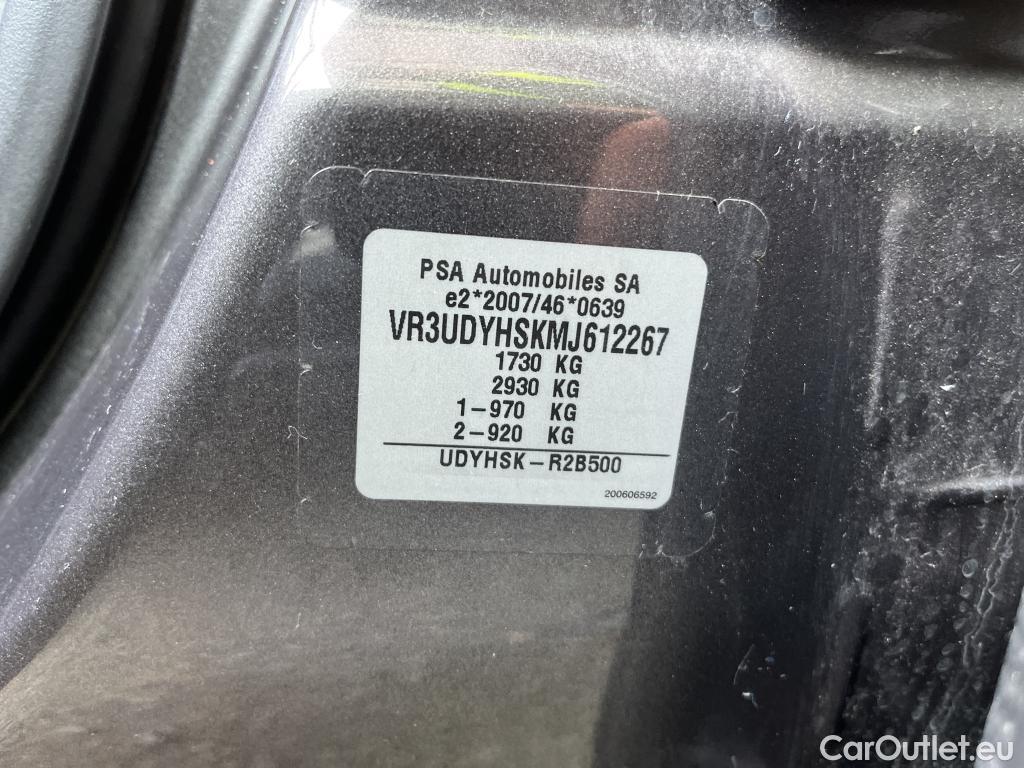 PSA Automobiles SA
e2*2007/46*0639
VR3UDYHSKMJ612267
1730 KG
2930 KG
1-970 KG
2-920 KG
UDYHSK-R2B500
200606592
CarOutlet.eu